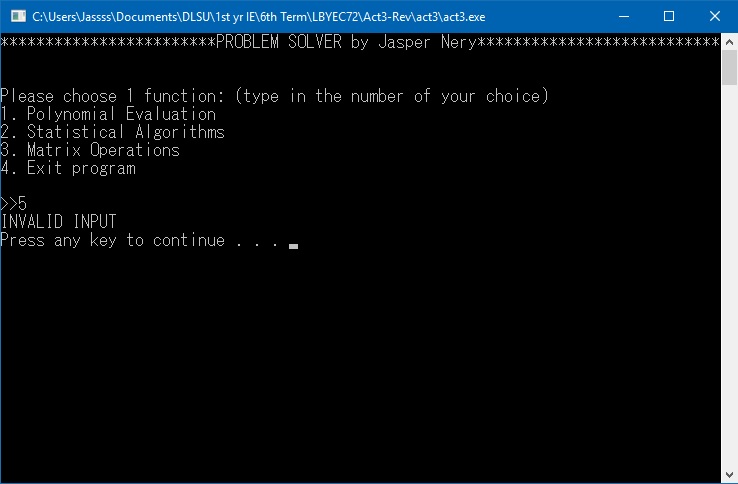 C:\Users\Jassss\Documents\DLSU\1st yr IE\6th Term\LBYEC72\Act3-Rev\act3\act3.exe
************************PROBLEM SOLVER by Jasper Nery***************************
Please choose 1 function: (type in the number of your choice)
1. Polynomial Evaluation
2. Statistical Algorithms
3. Matrix Operations
4. Exit program
>>5
INVALID INPUT
Press any key to continue . . .